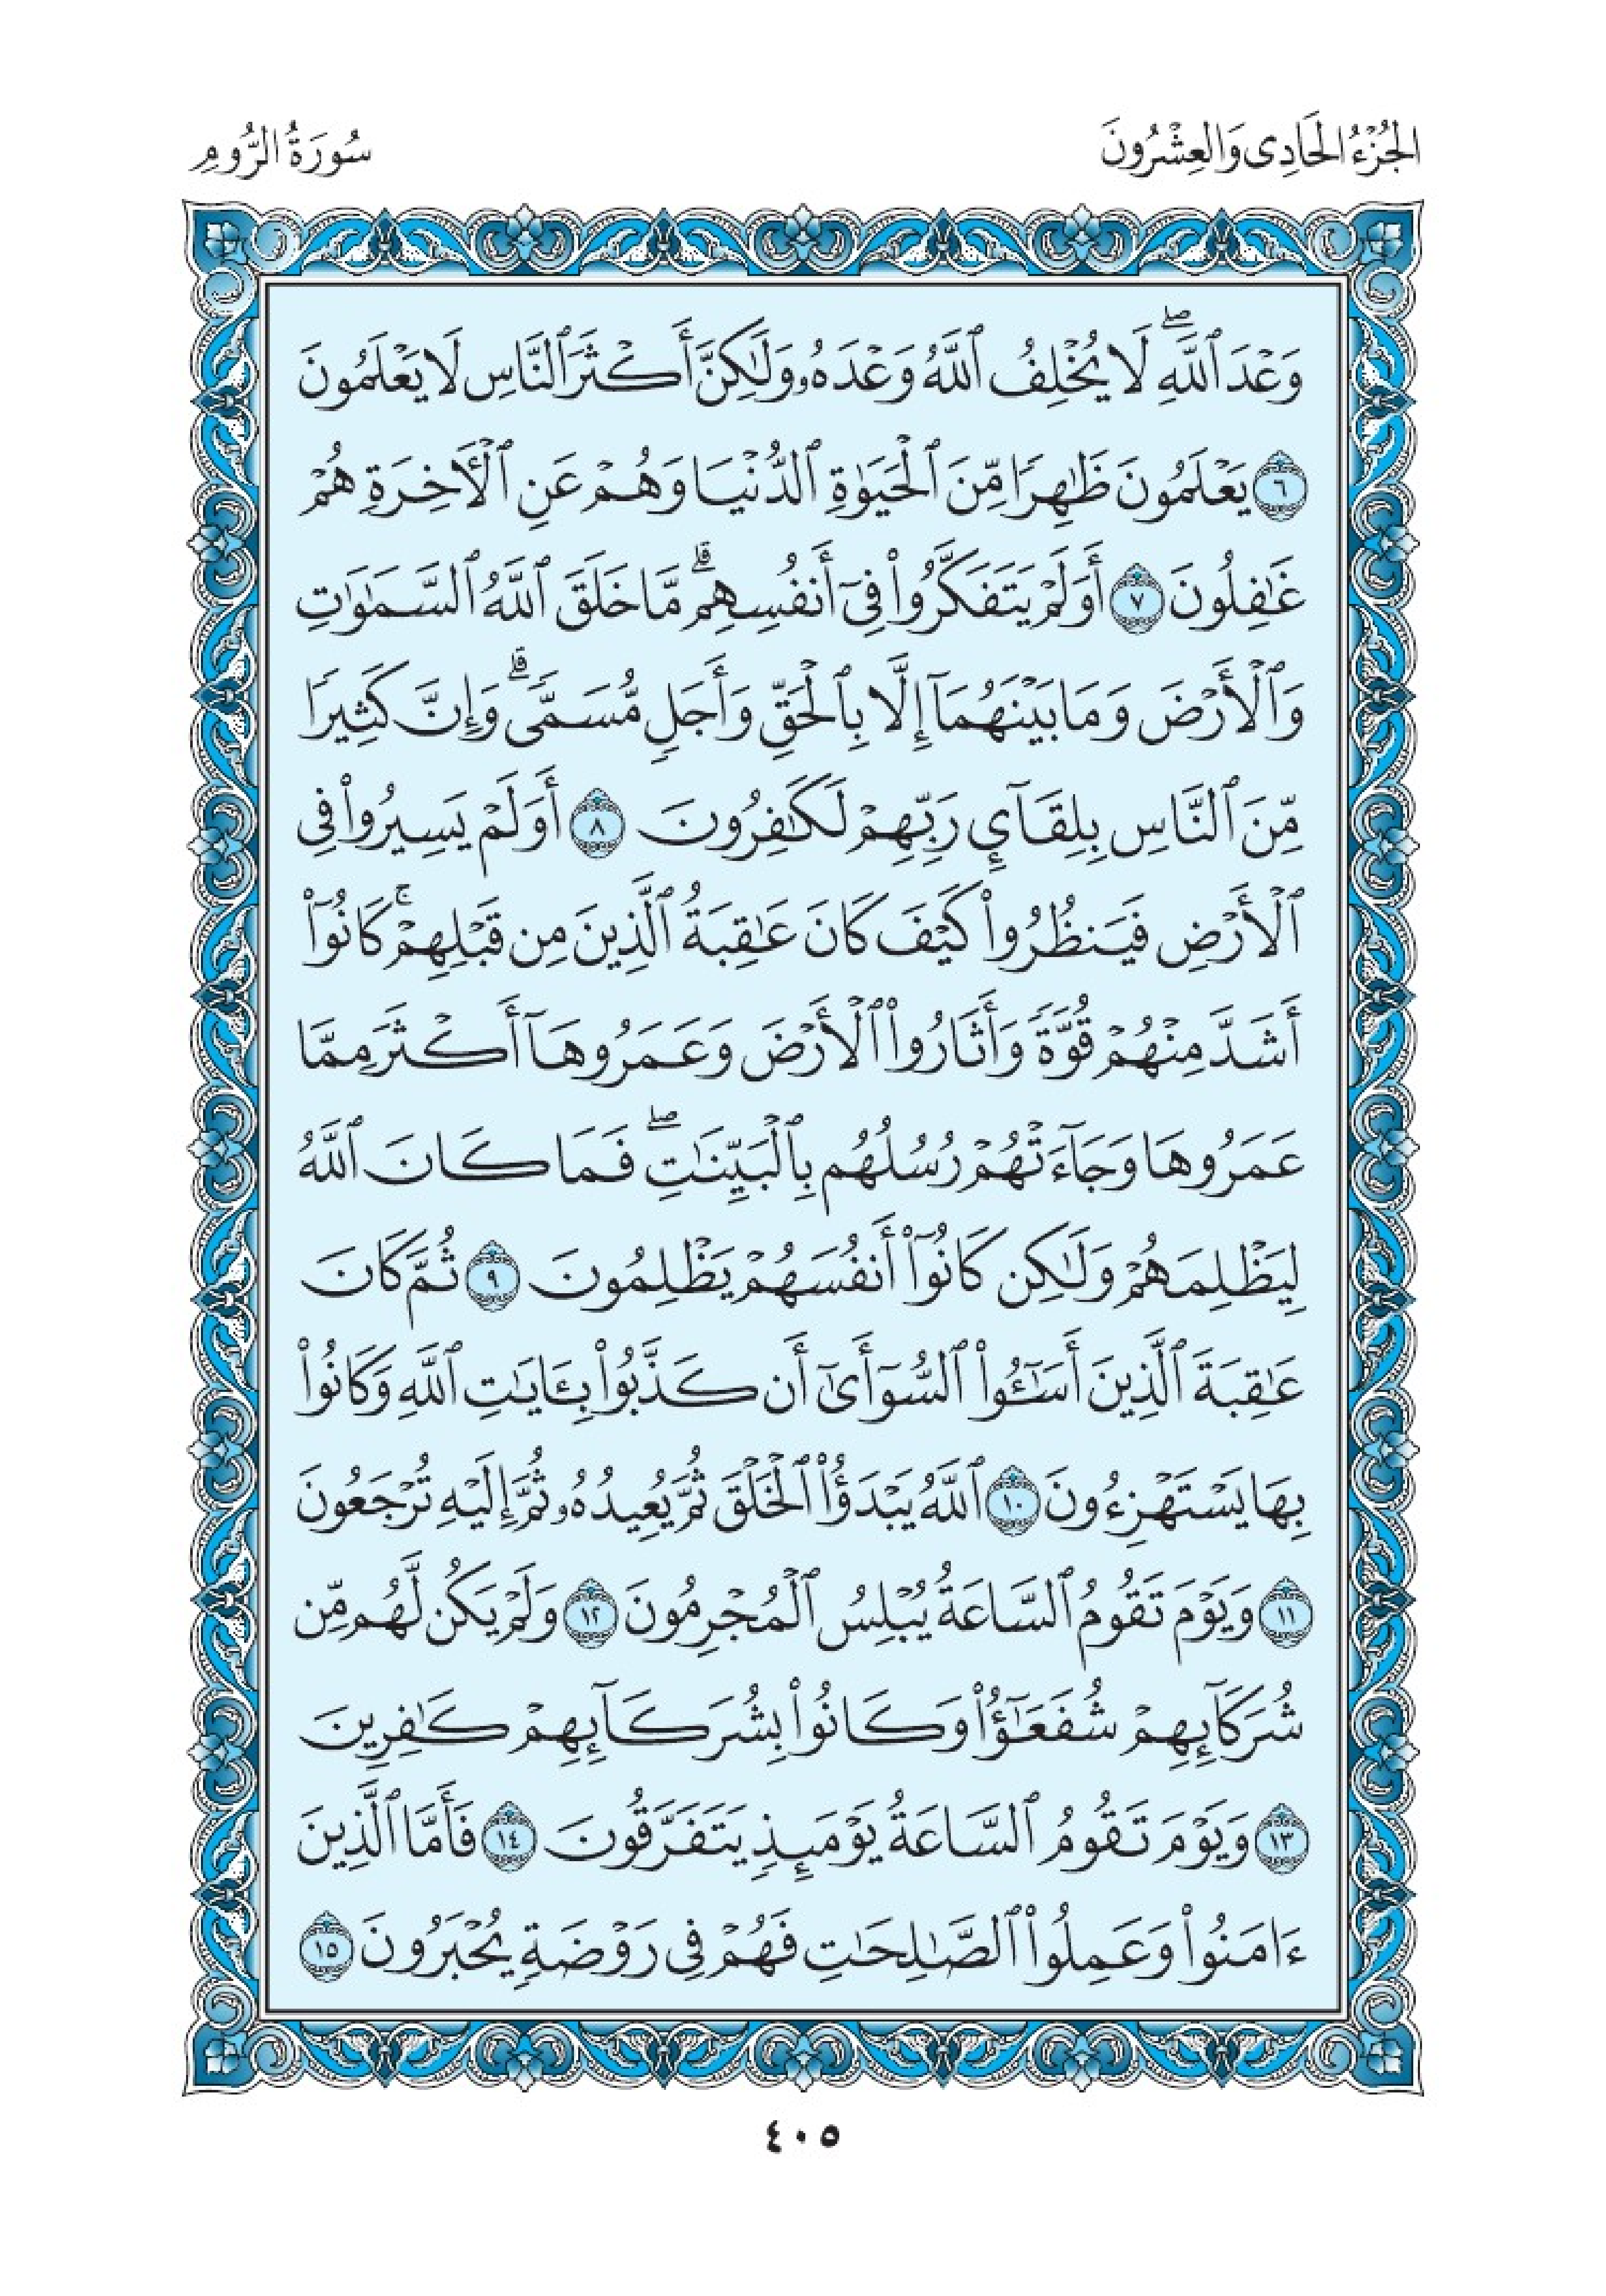 الجُزْءُ الحَادِى وَالعِشْرُونَ
سُورَةُ الرُّومِ
وَعْدَ ٱللَّهِۖ لَا يُخْلِفُ ٱللَّهُ وَعْدَهُۥ وَلَٰكِنَّ أَكْثَرَ ٱلنَّاسِ لَا يَعْلَمُونَ
٦ يَعْلَمُونَ ظَٰهِرًا مِّنَ ٱلْحَيَوٰةِ ٱلدُّنْيَا وَهُمْ عَنِ ٱلْأَخِرَةِ هُمْ
غَٰفِلُونَ ٧ أَوَلَمْ يَتَفَكَّرُوا۟ فِىٓ أَنفُسِهِمۗ مَّا خَلَقَ ٱللَّهُ ٱلسَّمَٰوَٰتِ
وَٱلْأَرْضَ وَمَا بَيْنَهُمَآ إِلَّا بِٱلْحَقِّ وَأَجَلٍ مُّسَمًّىۗ وَإِنَّ كَثِيرًا
مِّنَ ٱلنَّاسِ بِلِقَآئِ رَبِّهِمْ لَكَٰفِرُونَ ٨ أَوَلَمْ يَسِيرُوا۟ فِى
ٱلْأَرْضِ فَيَنظُرُوا۟ كَيْفَ كَانَ عَٰقِبَةُ ٱلَّذِينَ مِن قَبْلِهِمْۚ كَانُوٓا۟
أَشَدَّ مِنْهُمْ قُوَّةً وَأَثَارُوا۟ ٱلْأَرْضَ وَعَمَرُوهَآ أَكْثَرَ مِمَّا
عَمَرُوهَا وَجَآءَتْهُمْ رُسُلُهُم بِٱلْبَيِّنَٰتِۖ فَمَا كَانَ ٱللَّهُ
لِيَظْلِمَهُمْ وَلَٰكِن كَانُوٓا۟ أَنفُسَهُمْ يَظْلِمُونَ ٩ ثُمَّ كَانَ
عَٰقِبَةَ ٱلَّذِينَ أَسَٰٓـُٔوا۟ ٱلسُّوٓأَىٰٓ أَن كَذَّبُوا۟ بِـَٔايَٰتِ ٱللَّهِ وَكَانُوا۟
بِهَا يَسْتَهْزِءُونَ ١٠ ٱللَّهُ يَبْدَؤُا۟ ٱلْخَلْقَ ثُمَّ يُعِيدُهُۥ ثُمَّ إِلَيْهِ تُرْجَعُونَ
١١ وَيَوْمَ تَقُومُ ٱلسَّاعَةُ يُبْلِسُ ٱلْمُجْرِمُونَ ١٢ وَلَمْ يَكُن لَّهُم مِّن
شُرَكَآئِهِمْ شُفَعَٰٓؤُا۟ وَكَانُوا۟ بِشُرَكَآئِهِمْ كَٰفِرِينَ
١٣ وَيَوْمَ تَقُومُ ٱلسَّاعَةُ يَوْمَئِذٍ يَتَفَرَّقُونَ ١٤ فَأَمَّا ٱلَّذِينَ
ءَامَنُوا۟ وَعَمِلُوا۟ ٱلصَّٰلِحَٰتِ فَهُمْ فِى رَوْضَةٍ يُحْبَرُونَ ١٥
٤٠٥